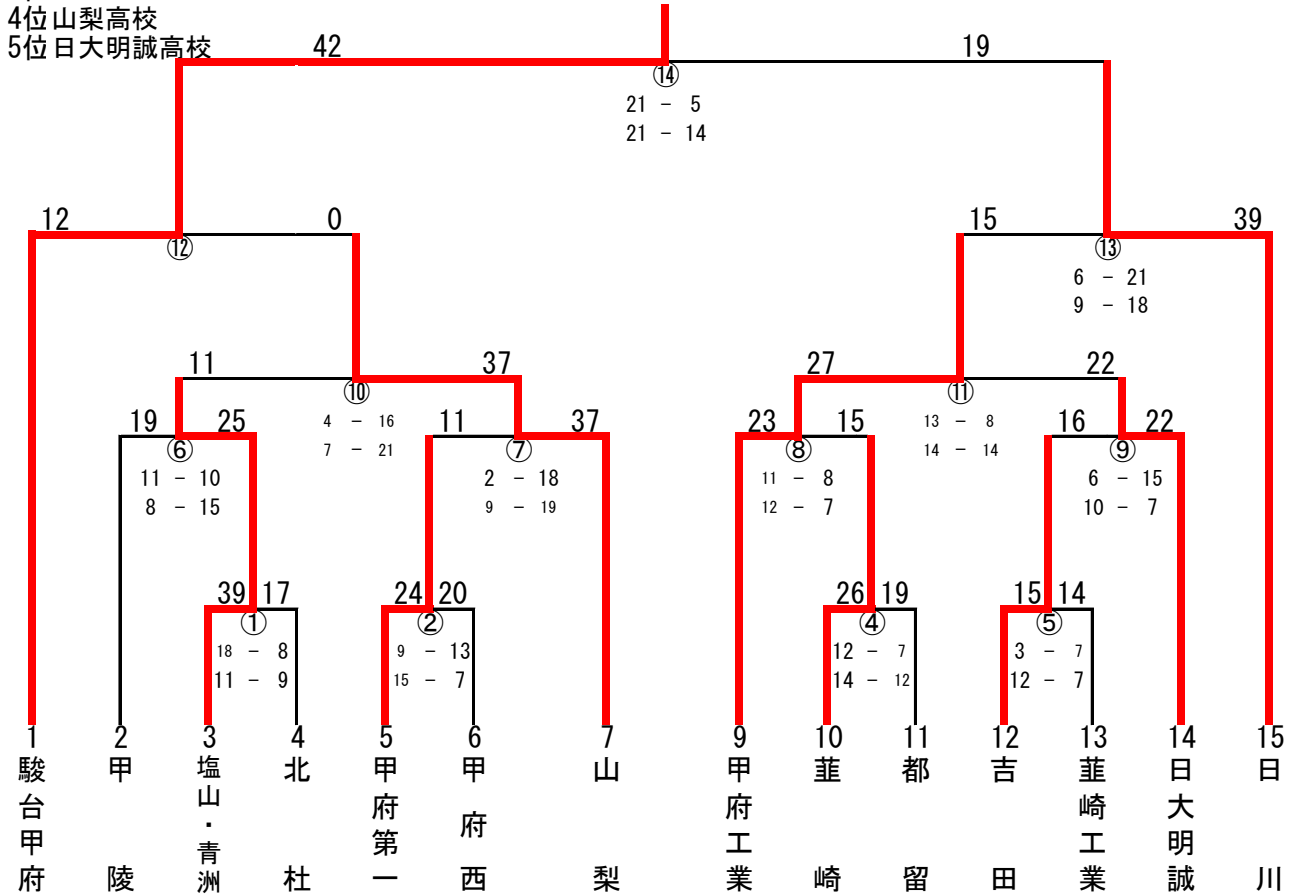 4位山梨高校
5位日大明誠高校
42
19
⑭
21 - 5
21 - 14
12
0
15
39
⑫
⑬
6 - 21
9 - 18
11
37
27
22
⑩
⑪
4 - 16
7 - 21
13 - 8
14 - 14
19
25
11
37
23
15
16
22
⑥
⑦
⑧
⑨
11 - 10
8 - 15
2 - 18
9 - 19
11 - 8
12 - 7
6 - 15
10 - 7
39
17
24
20
26
19
15
14
①
②
④
⑤
18 - 8
11 - 9
9 - 13
15 - 7
12 - 7
14 - 12
3 - 7
12 - 7
1
2
3
4
5
6
7
9
10
11
12
13
14
15
駿台甲府
甲陵
塩山・青洲
北杜
甲府第一
甲府西
山梨
甲府工業
韮崎
都留
吉田
韮崎工業
日大明誠
日川